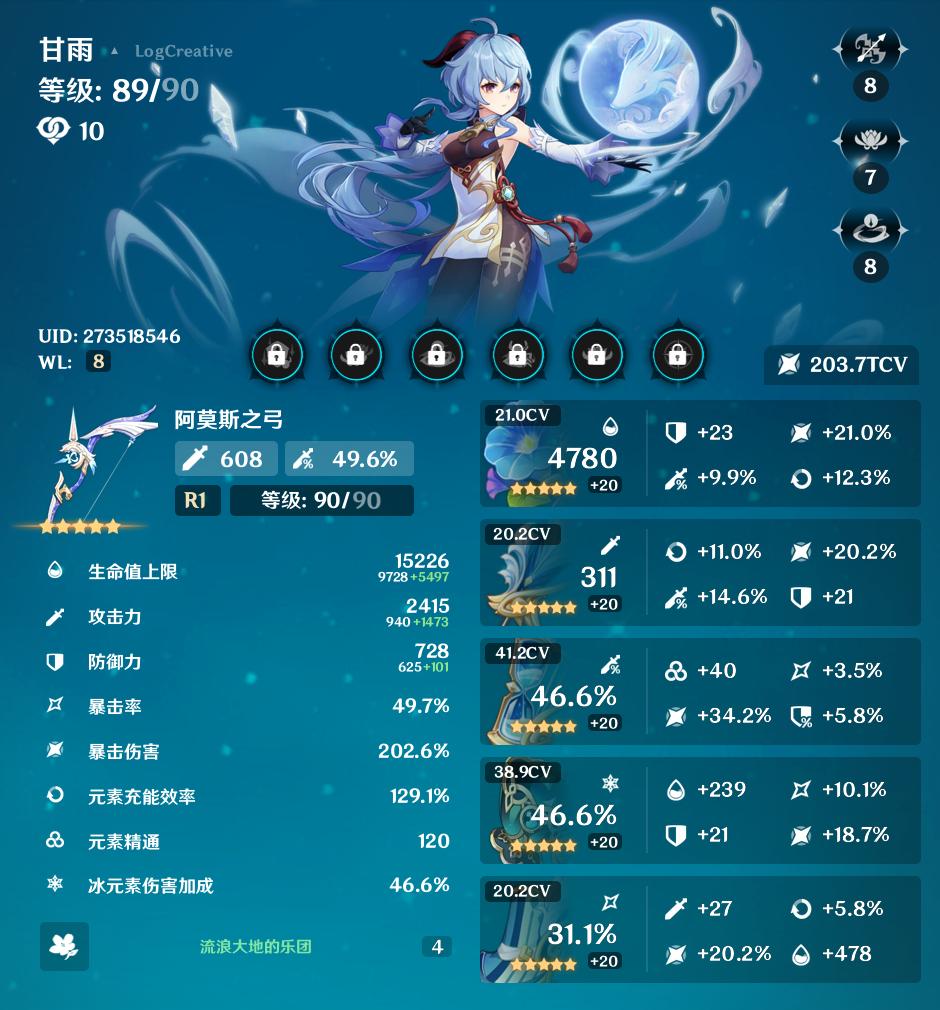 甘雨 LogCreative
等级: 89/90
10
8
7
8
UID: 273518546
WL: 8
203.7TCV
阿莫斯之弓
608 49.6%
R1 等级: 90/90
生命值上限 15226
9728+5497
攻击力 2415
940+1473
防御力 728
625+101
暴击率 49.7%
暴击伤害 202.6%
元素充能效率 129.1%
元素精通 120
冰元素伤害加成 46.6%
流浪大地的乐团 4
21.0CV
4780
+20
+23 +21.0%
+9.9% +12.3%
20.2CV
311
+20
+11.0% +20.2%
+14.6% +21
41.2CV
46.6%
+20
+40 +3.5%
+34.2% +5.8%
38.9CV
46.6%
+20
+239 +10.1%
+21 +18.7%
20.2CV
31.1%
+20
+27 +5.8%
+20.2% +478